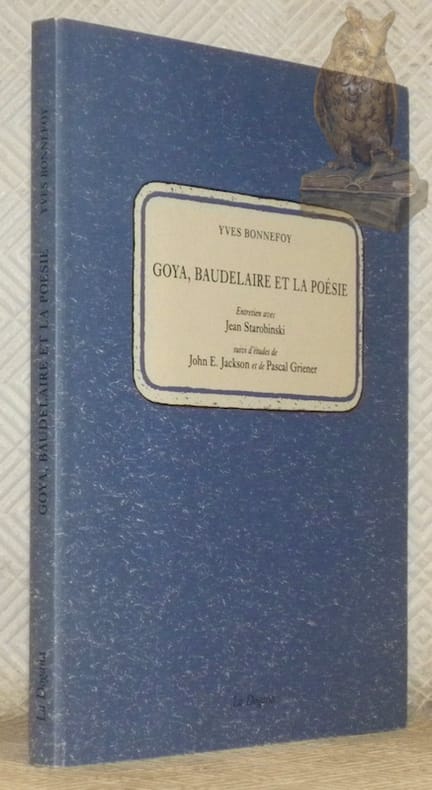 YVES BONNEFOY
GOYA, BAUDELAIRE ET LA POÉSIE
Entretien avec
Jean Starobinski
suivi d'études de
John E. Jackson et de Pascal Griener
La Dogana
La Dogana GOYA, BAUDELAIRE ET LA POÉSIE YVES BONNEFOY